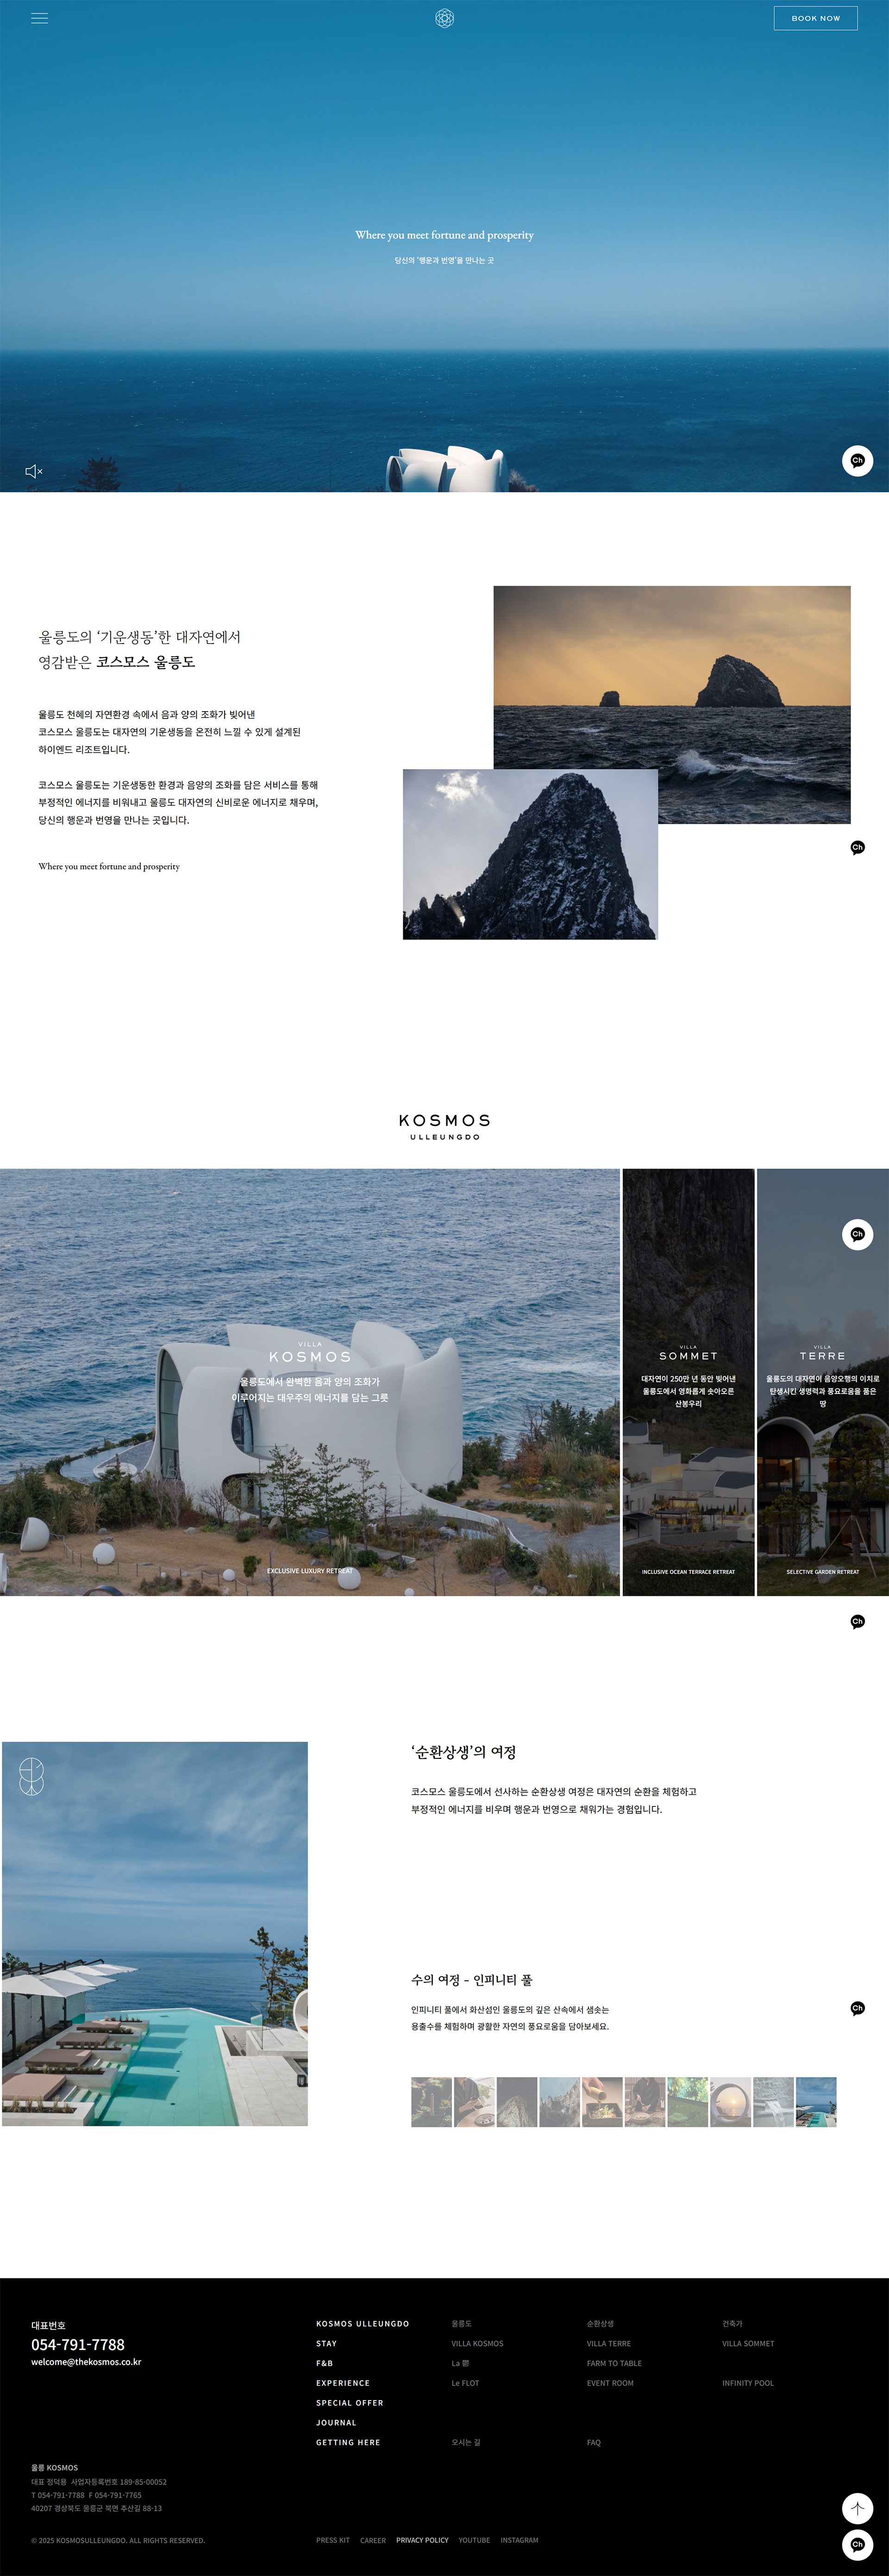 BOOK NOW
Where you meet fortune and prosperity
당신의 ‘행운과 번영’을 만나는 곳
Ch
울릉도의 ‘기운생동’한 대자연에서
영감받은 코스모스 울릉도
울릉도 천혜의 자연환경 속에서 음과 양의 조화가 빚어낸
코스모스 울릉도는 대자연의 기운생동을 온전히 느낄 수 있게 설계된
하이엔드 리조트입니다.
코스모스 울릉도는 기운생동한 환경과 음양의 조화를 담은 서비스를 통해
부정적인 에너지를 비워내고 울릉도 대자연의 신비로운 에너지로 채우며,
당신의 행운과 번영을 만나는 곳입니다.
Where you meet fortune and prosperity
Ch
KOSMOS
ULLEUNGDO
Ch
VILLA
KOSMOS
울릉도에서 완벽한 음과 양의 조화가
이루어지는 대우주의 에너지를 담는 그릇
EXCLUSIVE LUXURY RETREAT
VILLA
SOMMET
대자연이 250만 년 동안 빚어낸
울릉도에서 영화롭게 솟아오른
산봉우리
INCLUSIVE OCEAN TERRACE RETREAT
VILLA
TERRE
울릉도의 대자연이 음양오행의 이치로
탄생시킨 생명력과 풍요로움을 품은
땅
SELECTIVE GARDEN RETREAT
Ch
‘순환상생’의 여정
코스모스 울릉도에서 선사하는 순환상생 여정은 대자연의 순환을 체험하고
부정적인 에너지를 비우며 행운과 번영으로 채워가는 경험입니다.
수의 여정 - 인피니티 풀
인피니티 풀에서 화산섬인 울릉도의 깊은 산속에서 샘솟는
용출수를 체험하며 광활한 자연의 풍요로움을 담아보세요.
Ch
대표번호
054-791-7788
welcome@thekosmos.co.kr
KOSMOS ULLEUNGDO 울릉도 순환상생 건축가
STAY VILLA KOSMOS VILLA TERRE VILLA SOMMET
F&B La 쁨 FARM TO TABLE
EXPERIENCE Le FLOT EVENT ROOM INFINITY POOL
SPECIAL OFFER
JOURNAL
GETTING HERE 오시는 길 FAQ
울릉 KOSMOS
대표 정덕용 사업자등록번호 189-85-00052
T 054-791-7788 F 054-791-7765
40207 경상북도 울릉군 북면 추산길 88-13
© 2025 KOSMOSULLEUNGDO. ALL RIGHTS RESERVED.
PRESS KIT CAREER PRIVACY POLICY YOUTUBE INSTAGRAM
Ch